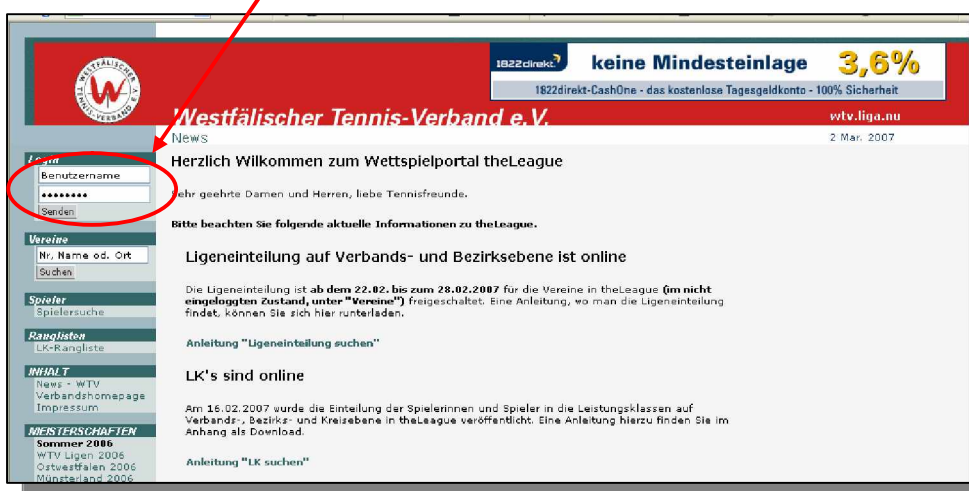 WESTFÄLISCHER
TENNIS-VERBAND
W
1822direkt
keine Mindesteinlage
3,6%
1822direkt-CashOne - das kostenlose Tagesgeldkonto - 100% Sicherheit
Westfälischer Tennis-Verband e.V.
wtv.liga.nu
News
2 Mar. 2007
Login
Benutzername
••••••••
Senden
Vereine
Nr, Name od. Ort
Suchen
Spieler
Spielersuche
Ranglisten
LK-Rangliste
INHALT
News - WTV
Verbandshomepage
Impressum
MEISTERSCHAFTEN
Sommer 2006
WTV Ligen 2006
Ostwestfalen 2006
Münsterland 2006
Herzlich Wilkommen zum Wettspielportal theLeague
Sehr geehrte Damen und Herren, liebe Tennisfreunde.
Bitte beachten Sie folgende aktuelle Informationen zu theLeague.
Ligeneinteilung auf Verbands- und Bezirksebene ist online
Die Ligeneinteilung ist ab dem 22.02. bis zum 28.02.2007 für die Vereine in theLeague (im nicht
eingeloggten Zustand, unter "Vereine") freigeschaltet. Eine Anleitung, wo man die Ligeneinteilung
findet, können Sie sich hier runterladen.
Anleitung "Ligeneinteilung suchen"
LK's sind online
Am 16.02.2007 wurde die Einteilung der Spielerinnen und Spieler in die Leistungsklassen auf
Verbands-, Bezirks- und Kreisebene in theLeague veröffentlicht. Eine Anleitung hierzu finden Sie im
Anhang als Download.
Anleitung "LK suchen"